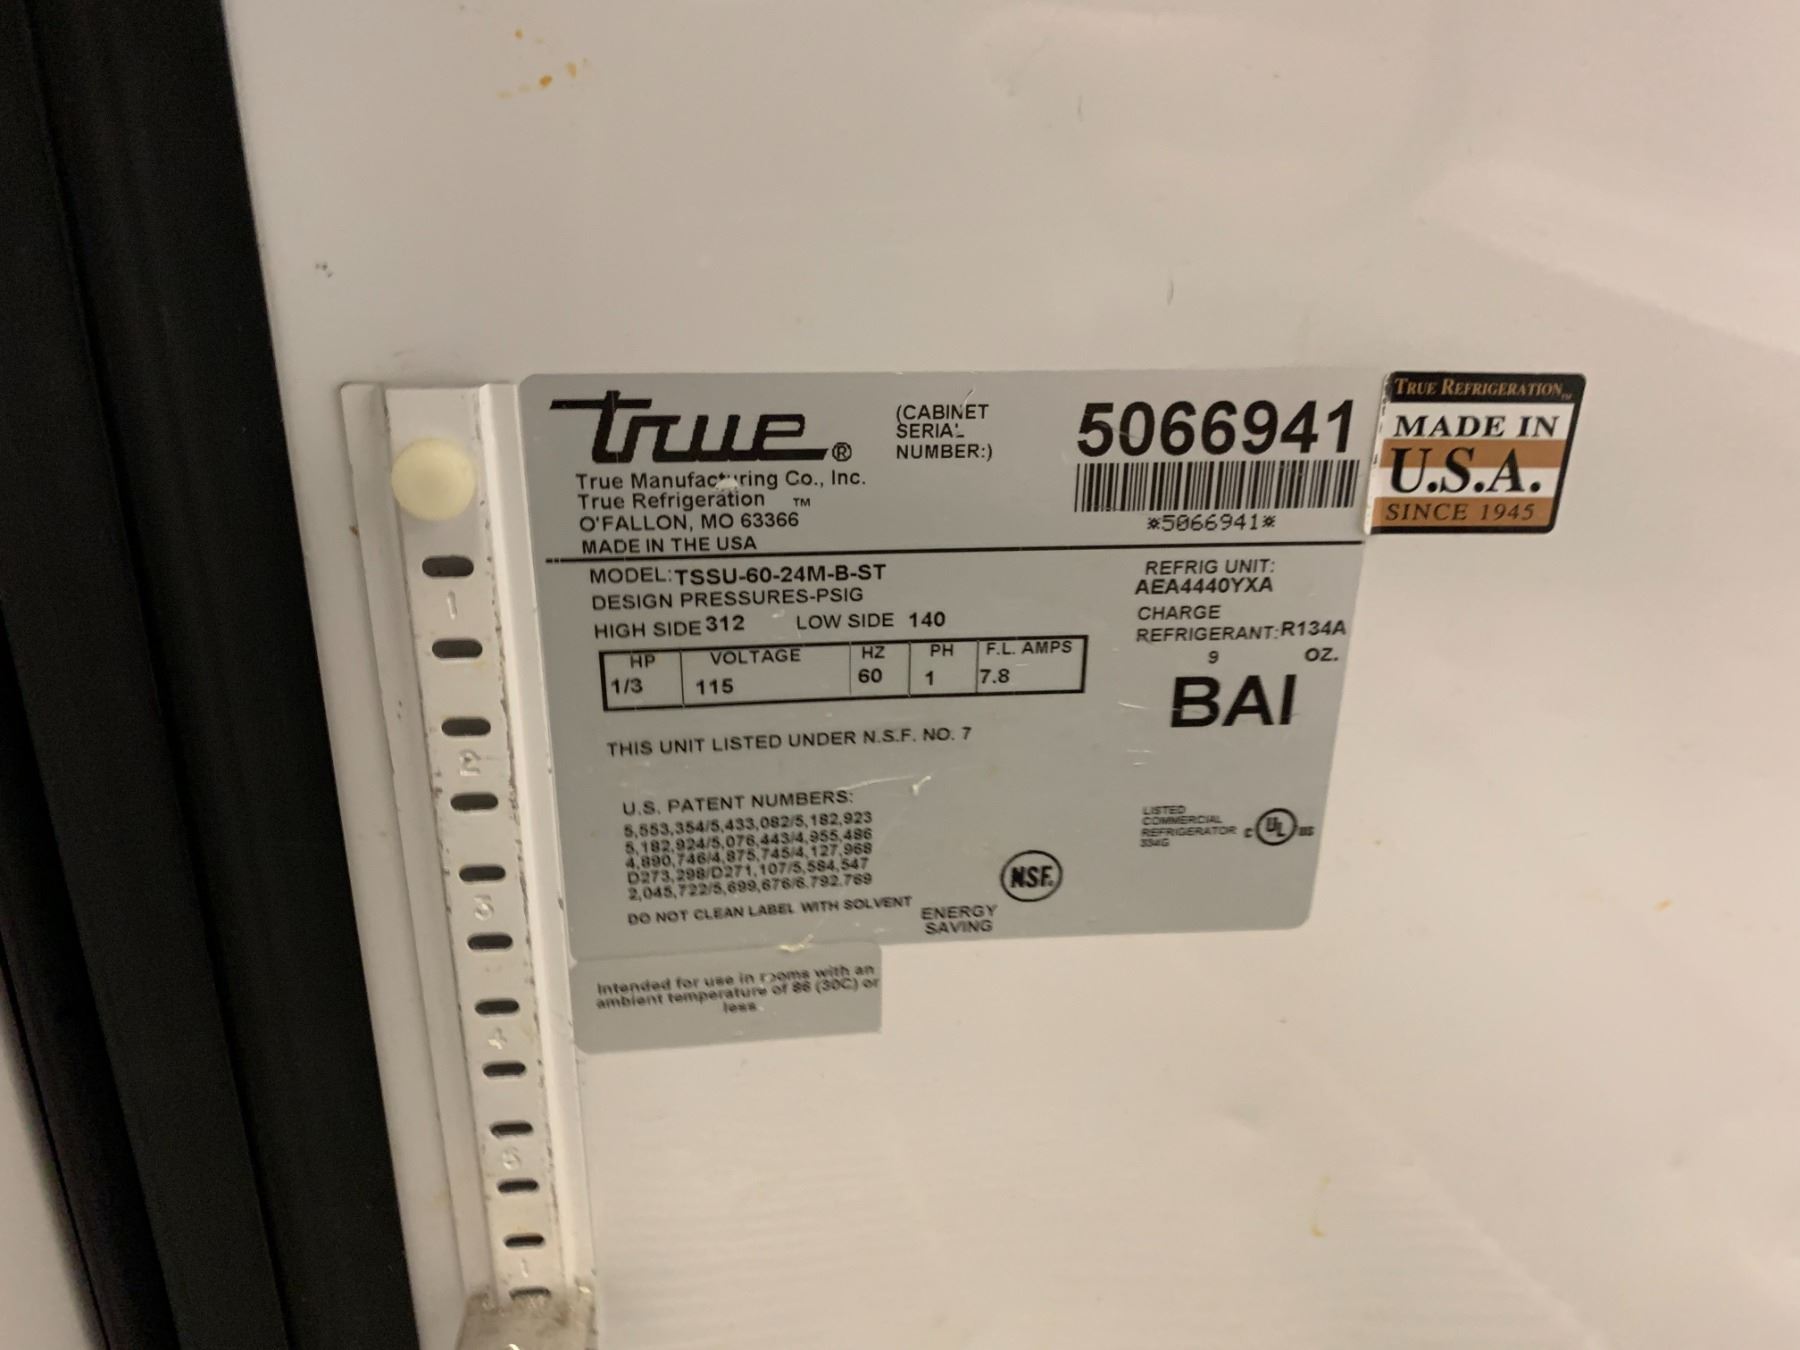 true®
(CABINET
SERIAL
NUMBER:)
5066941
*5066941*
TRUE REFRIGERATION™
MADE IN
U.S.A.
SINCE 1945
True Manufacturing Co., Inc.
True Refrigeration ™
O'FALLON, MO 63366
MADE IN THE USA
MODEL: TSSU-60-24M-B-ST
DESIGN PRESSURES-PSIG
HIGH SIDE 312 LOW SIDE 140
HP VOLTAGE HZ PH F.L. AMPS
1/3 115 60 1 7.8
REFRIG UNIT:
AEA4440YXA
CHARGE
REFRIGERANT: R134A
9 OZ.
BAI
THIS UNIT LISTED UNDER N.S.F. NO. 7
U.S. PATENT NUMBERS:
5,553,354/5,433,082/5,182,923
5,192,924/5,076,443/4,955,486
4,890,746/4,875,745/4,127,968
D273,298/D271,107/5,584,547
2,045,722/5,699,676/6.792.769
DO NOT CLEAN LABEL WITH SOLVENT
ENERGY
SAVING
NSF.
LISTED
COMMERCIAL
REFRIGERATOR
334G
C UL US
Intended for use in rooms with an
ambient temperature of 86 (30C) or
less.
1
2
3
4
5